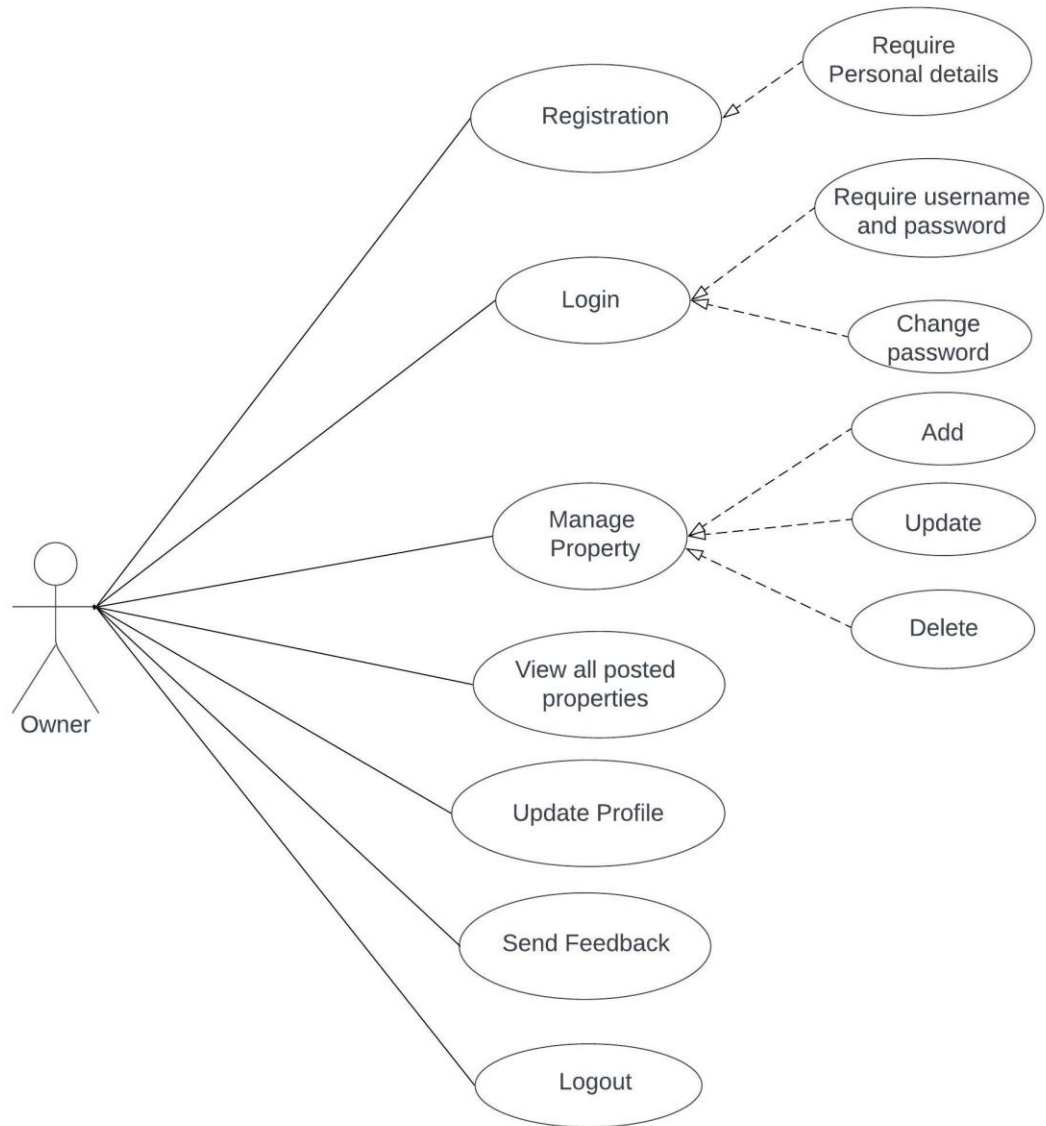 Require
Personal details
Registration
Require username
and password
Login
Change
password
Add
Manage
Property
Update
Delete
View all posted
properties
Owner
Update Profile
Send Feedback
Logout